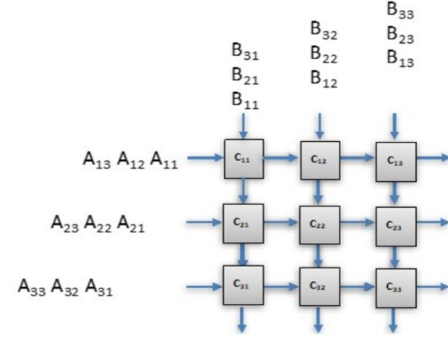 B₃₃
B₃₂ B₂₃
B₃₁ B₂₂ B₁₃
B₂₁ B₁₂
B₁₁
A₁₃ A₁₂ A₁₁ C₁₁ C₁₂ C₁₃
A₂₃ A₂₂ A₂₁ C₂₁ C₂₂ C₂₃
A₃₃ A₃₂ A₃₁ C₃₁ C₃₂ C₃₃